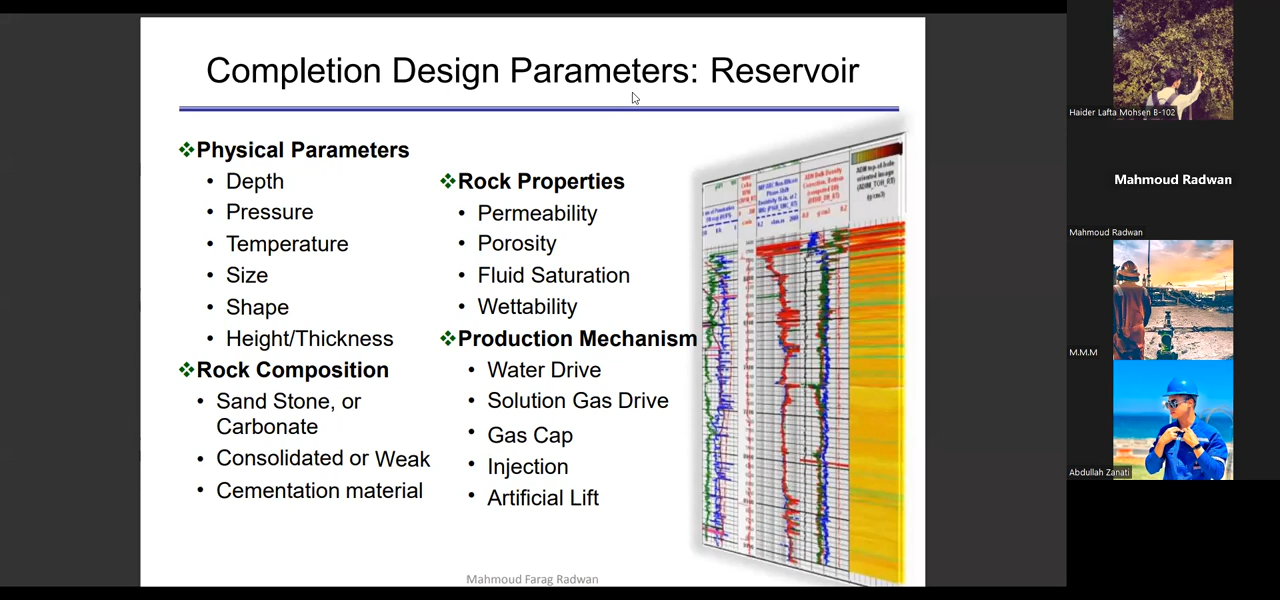 Completion Design Parameters: Reservoir
❖Physical Parameters
• Depth
• Pressure
• Temperature
• Size
• Shape
• Height/Thickness
❖Rock Composition
• Sand Stone, or
Carbonate
• Consolidated or Weak
• Cementation material
❖Rock Properties
• Permeability
• Porosity
• Fluid Saturation
• Wettability
❖Production Mechanism
• Water Drive
• Solution Gas Drive
• Gas Cap
• Injection
• Artificial Lift
Mahmoud Farag Radwan
Haider Lafta Mohsen B-102
Mahmoud Radwan
Mahmoud Radwan
M.M.M
Abdullah Zanati